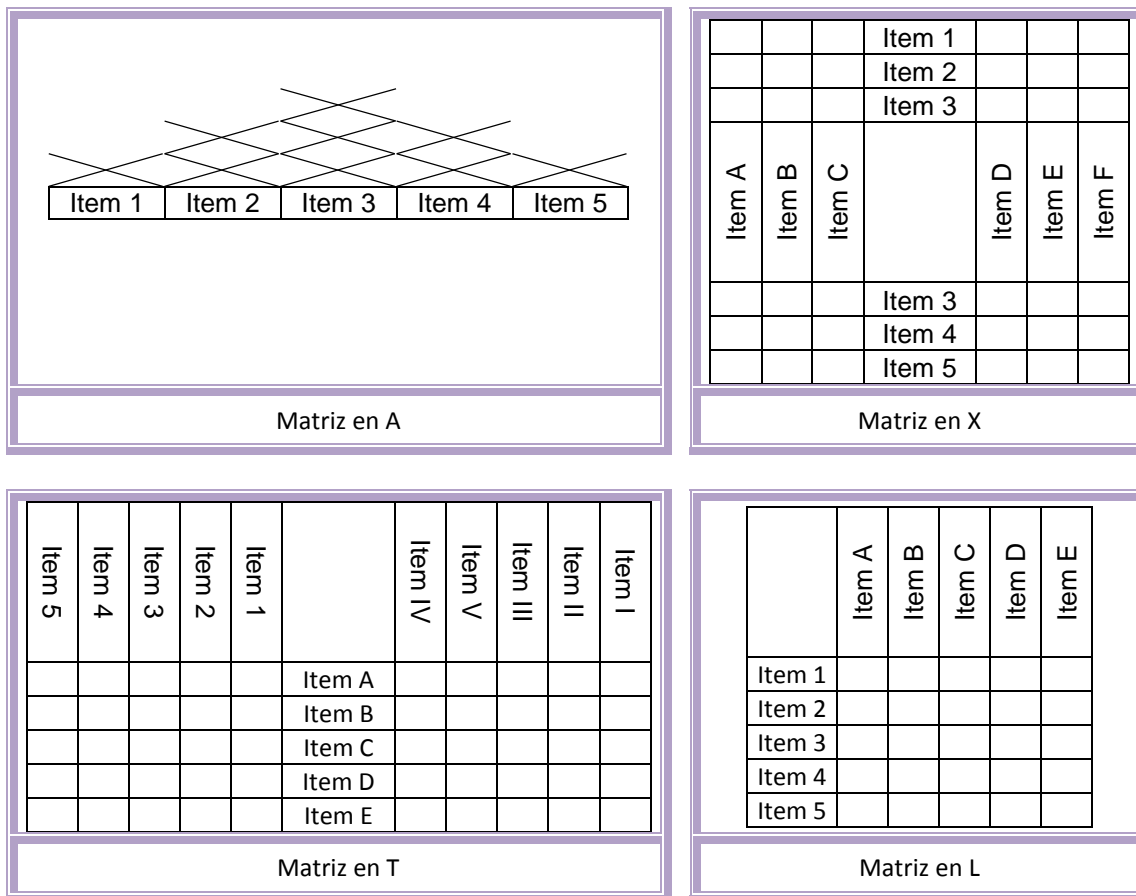 Item 1 Item 2 Item 3 Item 4 Item 5
Matriz en A
Item 1
Item 2
Item 3
Item A Item B Item C Item D Item E Item F
Item 3
Item 4
Item 5
Matriz en X
Item 5 Item 4 Item 3 Item 2 Item 1 Item IV Item V Item III Item II Item I
Item A
Item B
Item C
Item D
Item E
Matriz en T
Item A Item B Item C Item D Item E
Item 1
Item 2
Item 3
Item 4
Item 5
Matriz en L